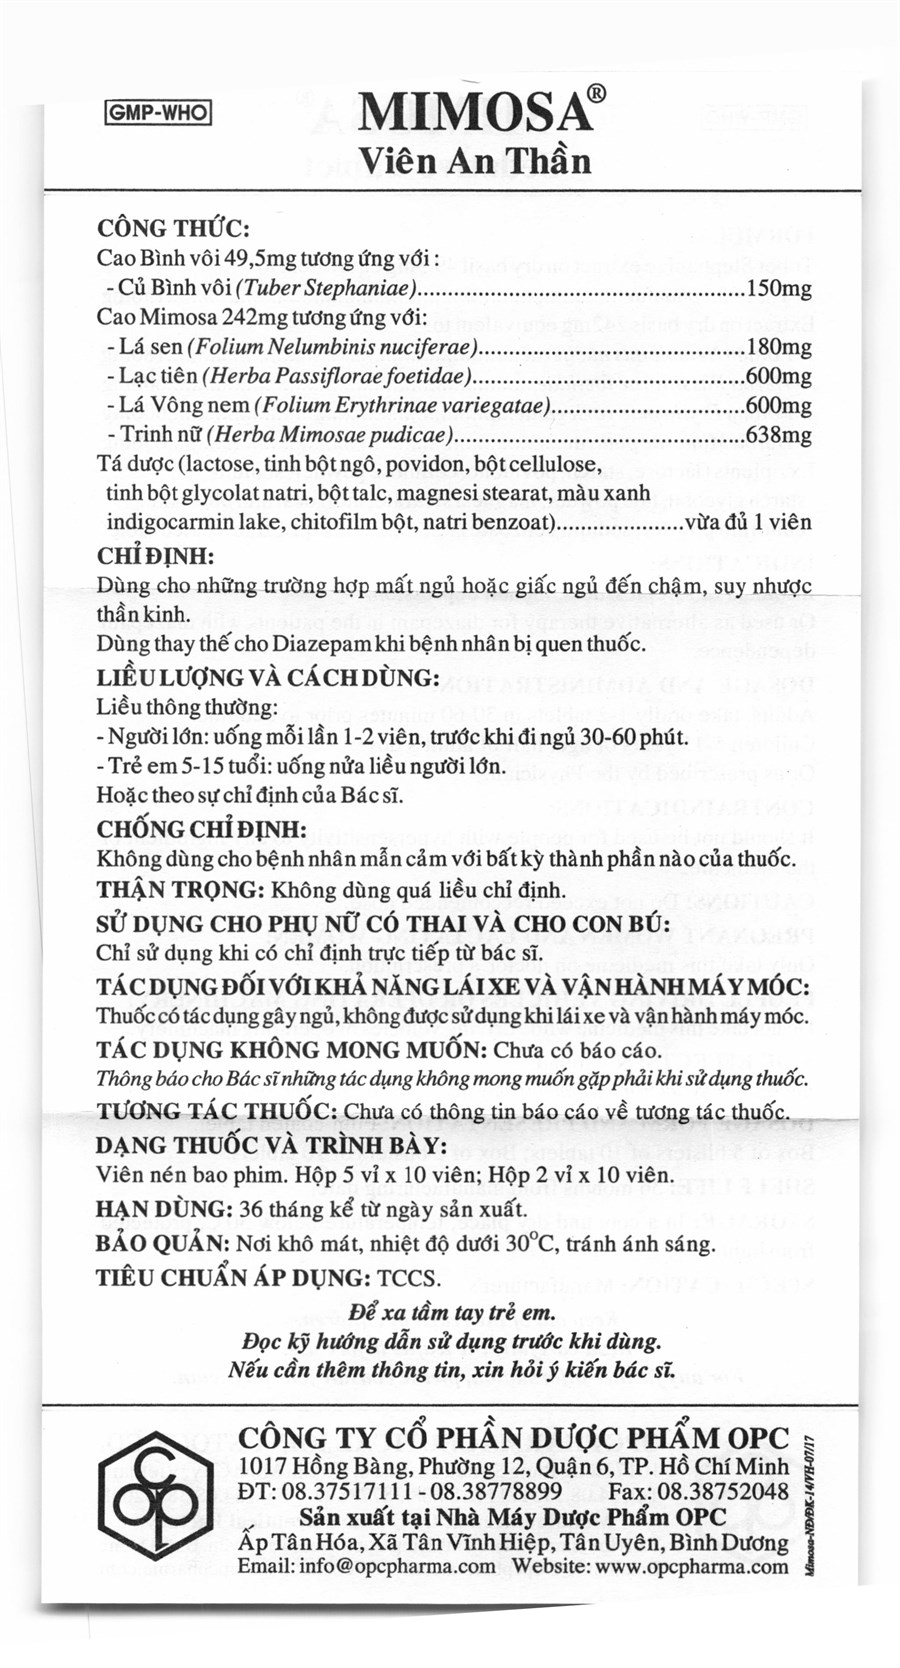 GMP-WHO
MIMOSA®
Viên An Thần
CÔNG THỨC:
Cao Bình vôi 49,5mg tương ứng với :
- Củ Bình vôi (Tuber Stephaniae)..........150mg
Cao Mimosa 242mg tương ứng với:
- Lá sen (Folium Nelumbinis nuciferae)..........180mg
- Lạc tiên (Herba Passiflorae foetidae)..........600mg
- Lá Vông nem (Folium Erythrinae variegatae)..........600mg
- Trinh nữ (Herba Mimosae pudicae)..........638mg
Tá dược (lactose, tinh bột ngô, povidon, bột cellulose,
tinh bột glycolat natri, bột talc, magnesi stearat, màu xanh
indigocarmin lake, chitofilm bột, natri benzoat)..........vừa đủ 1 viên
CHỈ ĐỊNH:
Dùng cho những trường hợp mất ngủ hoặc giấc ngủ đến chậm, suy nhược
thần kinh.
Dùng thay thế cho Diazepam khi bệnh nhân bị quen thuốc.
LIỀU LƯỢNG VÀ CÁCH DÙNG:
Liều thông thường:
- Người lớn: uống mỗi lần 1-2 viên, trước khi đi ngủ 30-60 phút.
- Trẻ em 5-15 tuổi: uống nửa liều người lớn.
Hoặc theo sự chỉ định của Bác sĩ.
CHỐNG CHỈ ĐỊNH:
Không dùng cho bệnh nhân mẫn cảm với bất kỳ thành phần nào của thuốc.
THẬN TRỌNG: Không dùng quá liều chỉ định.
SỬ DỤNG CHO PHỤ NỮ CÓ THAI VÀ CHO CON BÚ:
Chỉ sử dụng khi có chỉ định trực tiếp từ bác sĩ.
TÁC DỤNG ĐỐI VỚI KHẢ NĂNG LÁI XE VÀ VẬN HÀNH MÁY MÓC:
Thuốc có tác dụng gây ngủ, không được sử dụng khi lái xe và vận hành máy móc.
TÁC DỤNG KHÔNG MONG MUỐN: Chưa có báo cáo.
Thông báo cho Bác sĩ những tác dụng không mong muốn gặp phải khi sử dụng thuốc.
TƯƠNG TÁC THUỐC: Chưa có thông tin báo cáo về tương tác thuốc.
DẠNG THUỐC VÀ TRÌNH BÀY:
Viên nén bao phim. Hộp 5 vỉ x 10 viên; Hộp 2 vỉ x 10 viên.
HẠN DÙNG: 36 tháng kể từ ngày sản xuất.
BẢO QUẢN: Nơi khô mát, nhiệt độ dưới 30°C, tránh ánh sáng.
TIÊU CHUẨN ÁP DỤNG: TCCS.
Để xa tầm tay trẻ em.
Đọc kỹ hướng dẫn sử dụng trước khi dùng.
Nếu cần thêm thông tin, xin hỏi ý kiến bác sĩ.
OPC
CÔNG TY CỔ PHẦN DƯỢC PHẨM OPC
1017 Hồng Bàng, Phường 12, Quận 6, TP. Hồ Chí Minh
ĐT: 08.37517111 - 08.38778899 Fax: 08.38752048
Sản xuất tại Nhà Máy Dược Phẩm OPC
Ấp Tân Hóa, Xã Tân Vĩnh Hiệp, Tân Uyên, Bình Dương
Email: info@opcpharma.com Website: www.opcpharma.com
Mimosa-NĐ/ĐK-14/VH-07/17